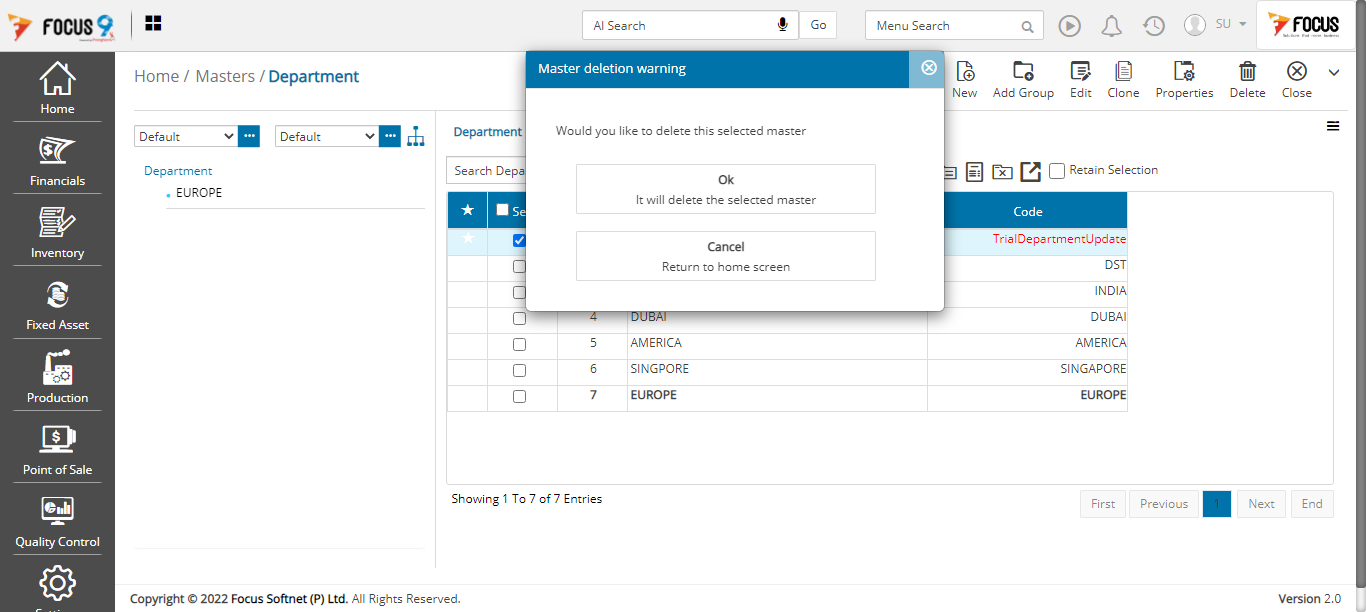 FOCUS 9
AI Search
Go
Menu Search
SU
FOCUS
Home / Masters / Department
Master deletion warning
New
Add Group
Edit
Clone
Properties
Delete
Close
Home
Financials
Inventory
Fixed Asset
Production
Point of Sale
Quality Control
Default
Default
Department
EUROPE
Department
Search Depa
Would you like to delete this selected master
Ok
It will delete the selected master
Cancel
Return to home screen
Retain Selection
Se
Code
TrialDepartmentUpdate
DST
INDIA
4 DUBAI DUBAI
5 AMERICA AMERICA
6 SINGPORE SINGAPORE
7 EUROPE EUROPE
Showing 1 To 7 of 7 Entries
First
Previous
1
Next
End
Copyright © 2022 Focus Softnet (P) Ltd. All Rights Reserved.
Version 2.0